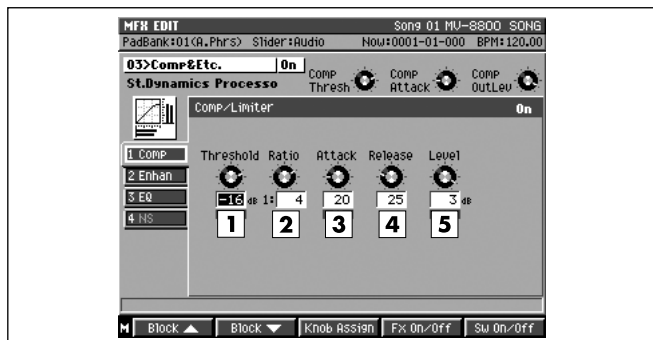 MFX EDIT Song 01 MV-8800 SONG
PadBank:01(A.Phrs) Slider:Audio Now:0001-01-000 BPM:120.00
03>Comp&Etc. On
St.Dynamics Processo
Comp Thresh
Comp Attack
Comp OutLev
Comp/Limiter On
1 Comp
2 Enhan
3 EQ
4 NS
Threshold Ratio Attack Release Level
-16 dB 1: 4 20 25 3 dB
1 2 3 4 5
M Block ▲ Block ▼ Knob Assign Fx On/Off Sw On/Off